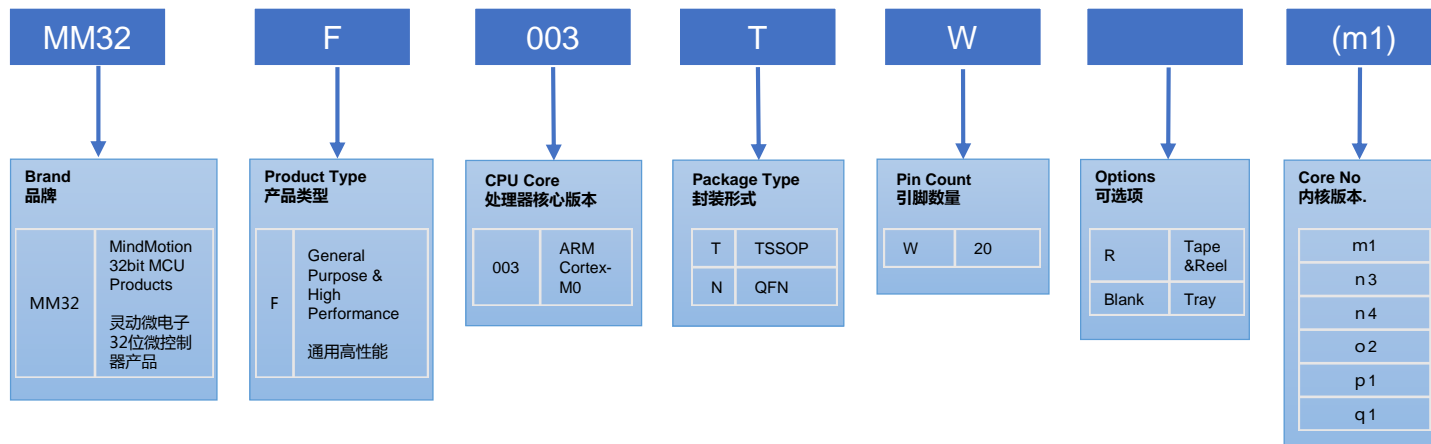 MM32
F
003
T
W
(m1)
Brand
品牌
MM32
MindMotion
32bit MCU
Products
灵动微电子
32位微控制
器产品
Product Type
产品类型
F
General
Purpose &
High
Performance
通用高性能
CPU Core
处理器核心版本
003
ARM
Cortex-
M0
Package Type
封装形式
T
TSSOP
N
QFN
Pin Count
引脚数量
W
20
Options
可选项
R
Tape
&Reel
Blank
Tray
Core No
内核版本.
m1
n3
n4
o2
p1
q1